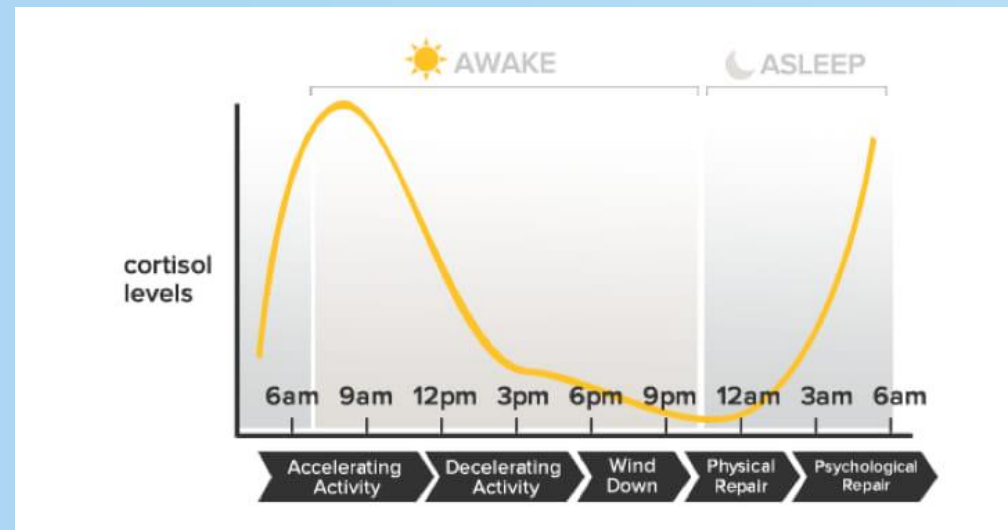 AWAKE
ASLEEP
cortisol
levels
6am 9am 12pm 3pm 6pm 9pm 12am 3am 6am
Accelerating
Activity
Decelerating
Activity
Wind
Down
Physical
Repair
Psychological
Repair